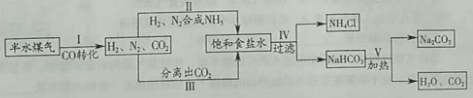 II
H₂、N₂合成NH₃
半水煤气
I
CO转化
H₂、N₂、CO₂
分离出CO₂
III
饱和食盐水
IV
过滤
NH₄Cl
NaHCO₃
V
加热
Na₂CO₃
H₂O、CO₂